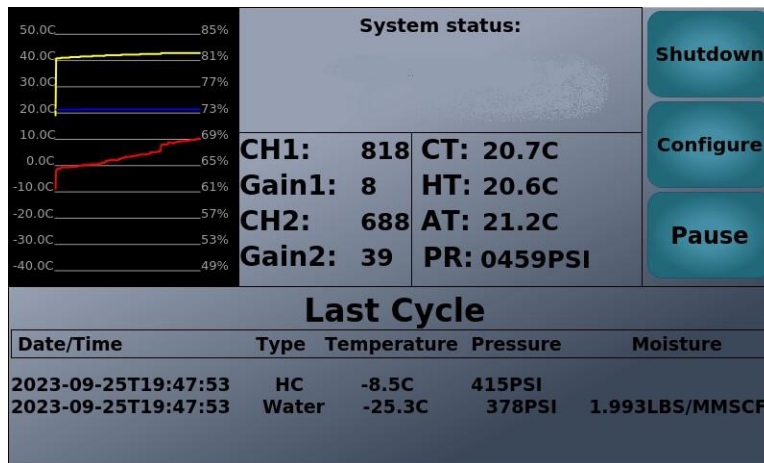 50.0C 85%
40.0C 81%
30.0C 77%
20.0C 73%
10.0C 69%
0.0C 65%
-10.0C 61%
-20.0C 57%
-30.0C 53%
-40.0C 49%
System status:
CH1: 818 CT: 20.7C
Gain1: 8 HT: 20.6C
CH2: 688 AT: 21.2C
Gain2: 39 PR: 0459PSI
Shutdown
Configure
Pause
Last Cycle
Date/Time Type Temperature Pressure Moisture
2023-09-25T19:47:53 HC -8.5C 415PSI
2023-09-25T19:47:53 Water -25.3C 378PSI 1.993LBS/MMSCF